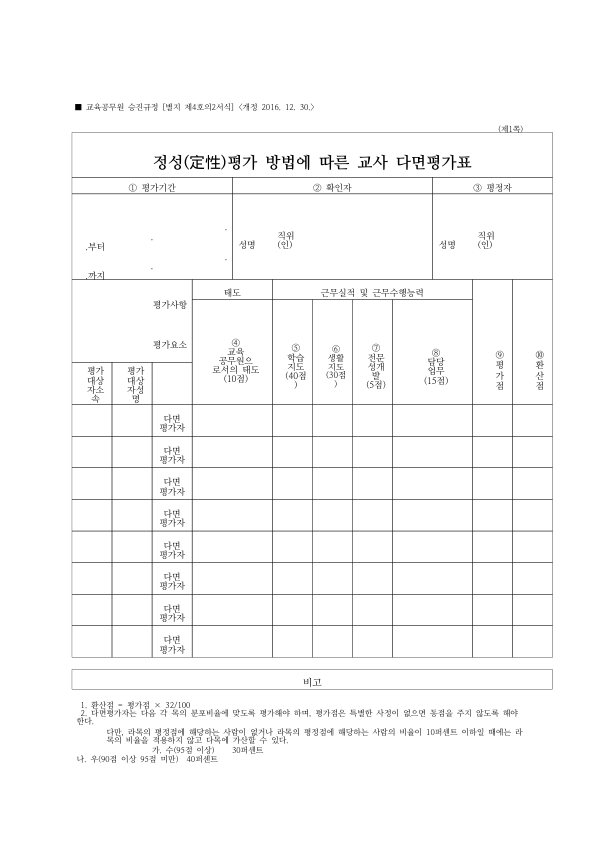 ■ 교육공무원 승진규정 [별지 제4호의2서식] <개정 2016. 12. 30.>
(제1쪽)
정성(定性)평가 방법에 따른 교사 다면평가표
① 평가기간 ② 확인자 ③ 평정자
. .
.부터
. .
.까지
직위
성명 (인)
직위
성명 (인)
평가사항
평가요소
태도 근무실적 및 근무수행능력
④
교육
공무원으
로서의 태도
(10점)
⑤
학습
지도
(40점
)
⑥
생활
지도
(30점
)
⑦
전문
성개
발
(5점)
⑧
담당
업무
(15점)
⑨
평
가
점
⑩
환
산
점
평가
대상
자소
속
평가
대상
자성
명
다면
평가자
다면
평가자
다면
평가자
다면
평가자
다면
평가자
다면
평가자
다면
평가자
다면
평가자
비고
1. 환산점 = 평가점 × 32/100
2. 다면평가자는 다음 각 목의 분포비율에 맞도록 평가해야 하며, 평가점은 특별한 사정이 없으면 동점을 주지 않도록 해야
한다.
다만, 라목의 평정점에 해당하는 사람이 없거나 라목의 평정점에 해당하는 사람의 비율이 10퍼센트 이하일 때에는 라
목의 비율을 적용하지 않고 다목에 가산할 수 있다.
가. 수(95점 이상) 30퍼센트
나. 우(90점 이상 95점 미만) 40퍼센트